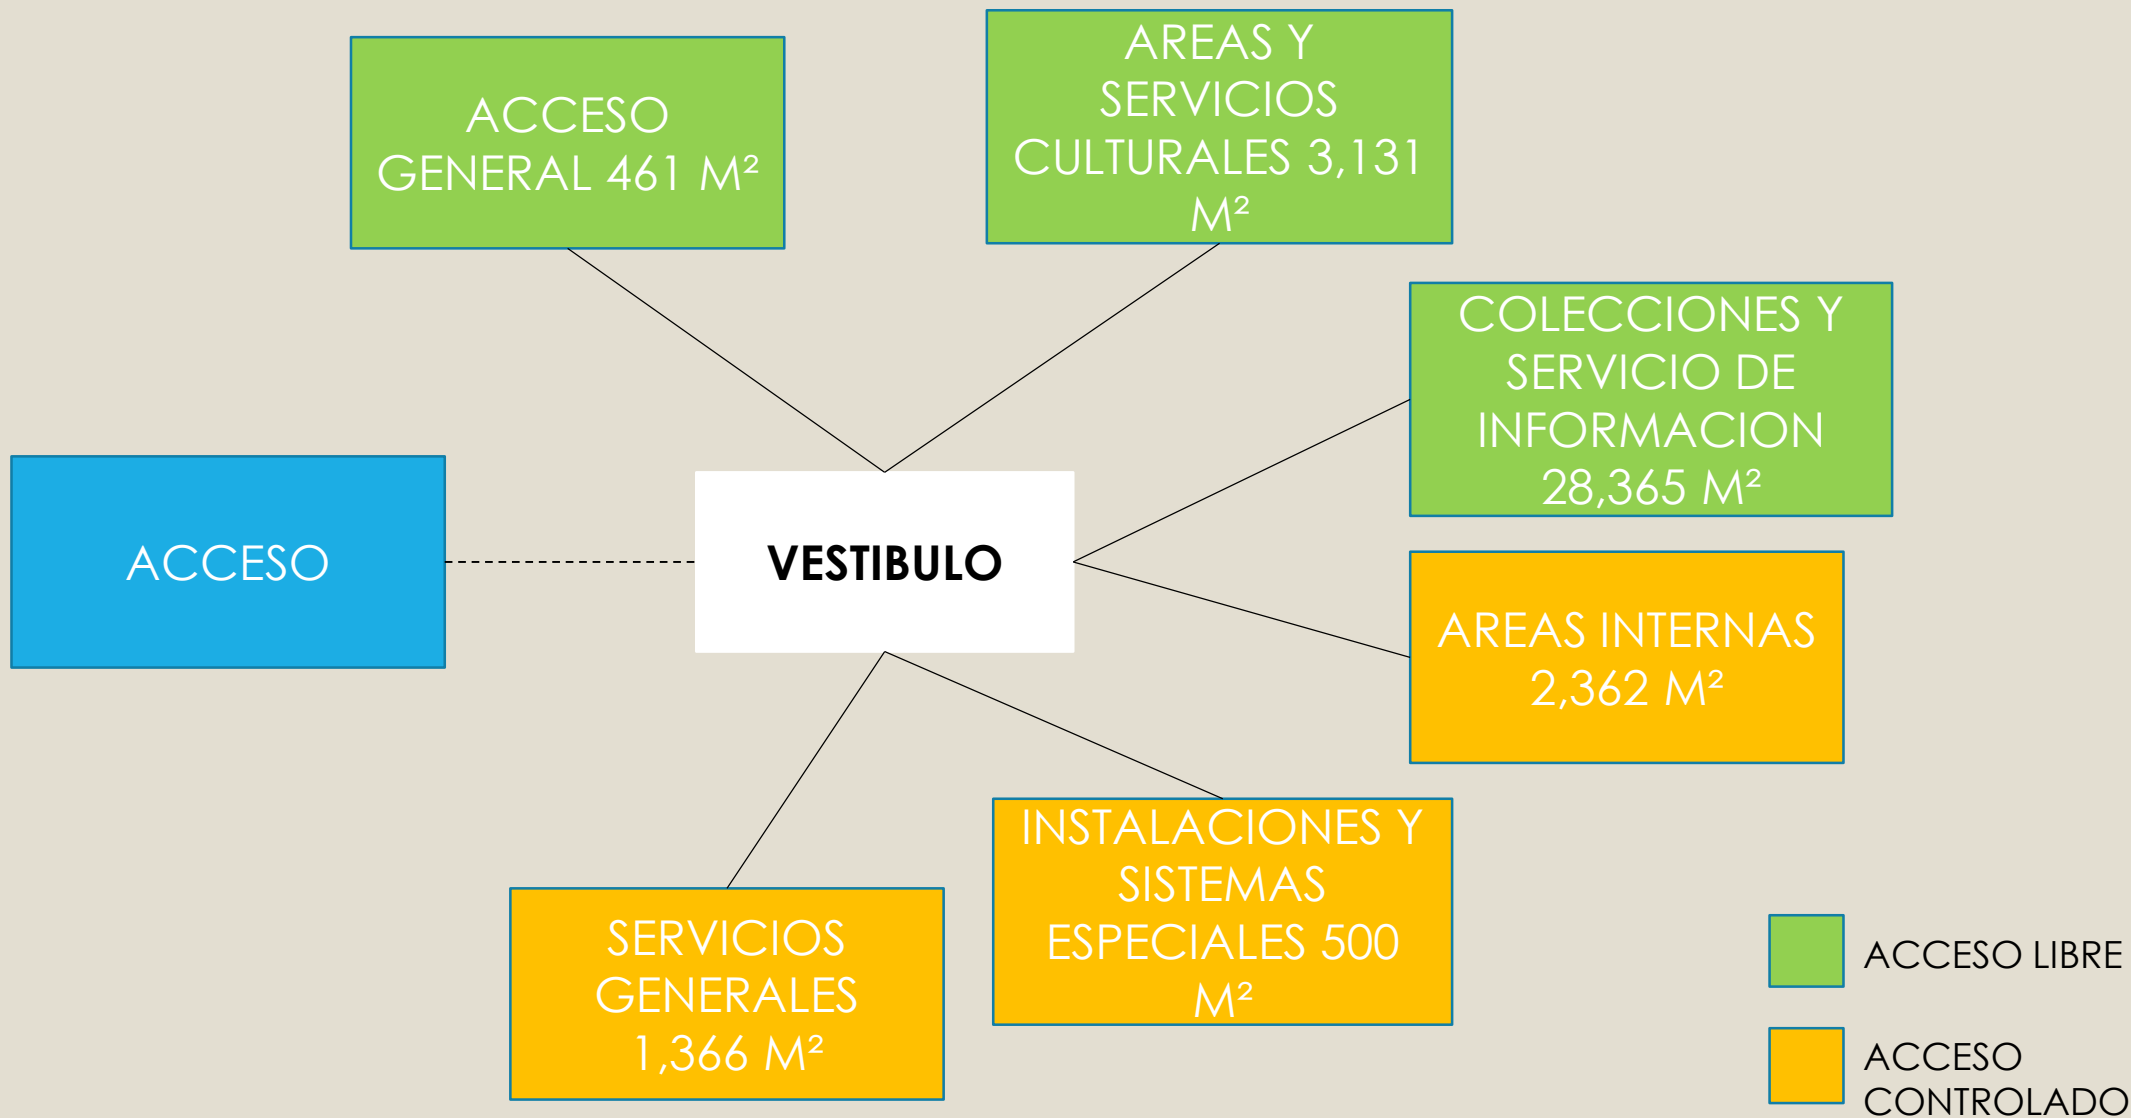 ACCESO
GENERAL 461 M²
AREAS Y
SERVICIOS
CULTURALES 3,131
M²
COLECCIONES Y
SERVICIO DE
INFORMACION
28,365 M²
ACCESO
VESTIBULO
AREAS INTERNAS
2,362 M²
INSTALACIONES Y
SISTEMAS
ESPECIALES 500
M²
SERVICIOS
GENERALES
1,366 M²
ACCESO LIBRE
ACCESO
CONTROLADO